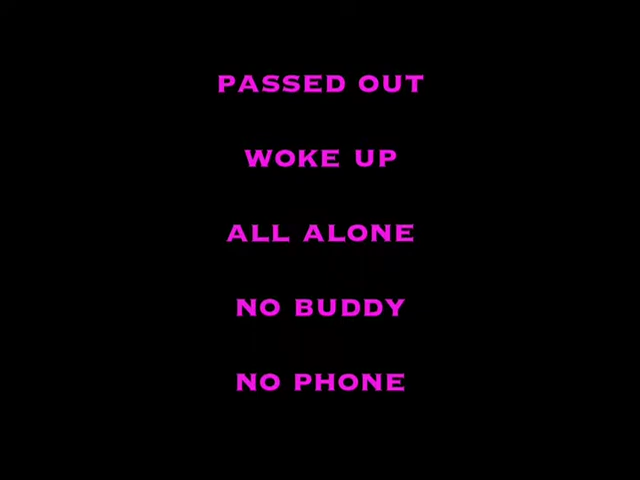 PASSED OUT
WOKE UP
ALL ALONE
NO BUDDY
NO PHONE